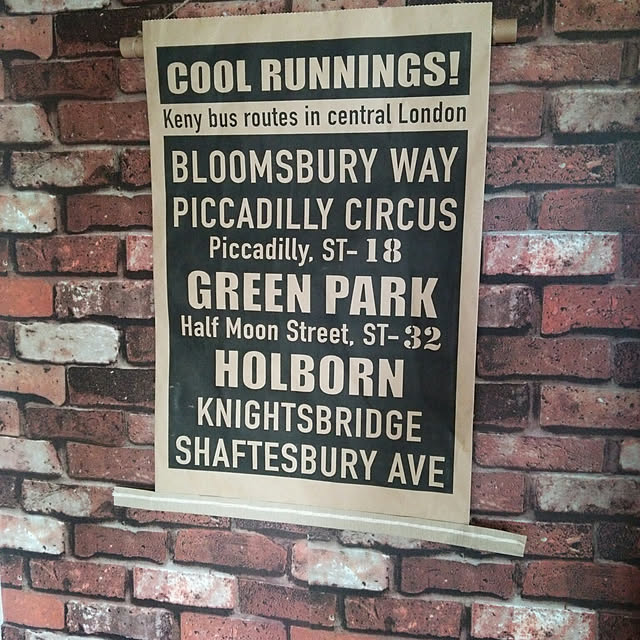 COOL RUNNINGS!
Keny bus routes in central London
BLOOMSBURY WAY
PICCADILLY CIRCUS
Piccadilly, ST-18
GREEN PARK
Half Moon Street, ST-32
HOLBORN
KNIGHTSBRIDGE
SHAFTESBURY AVE